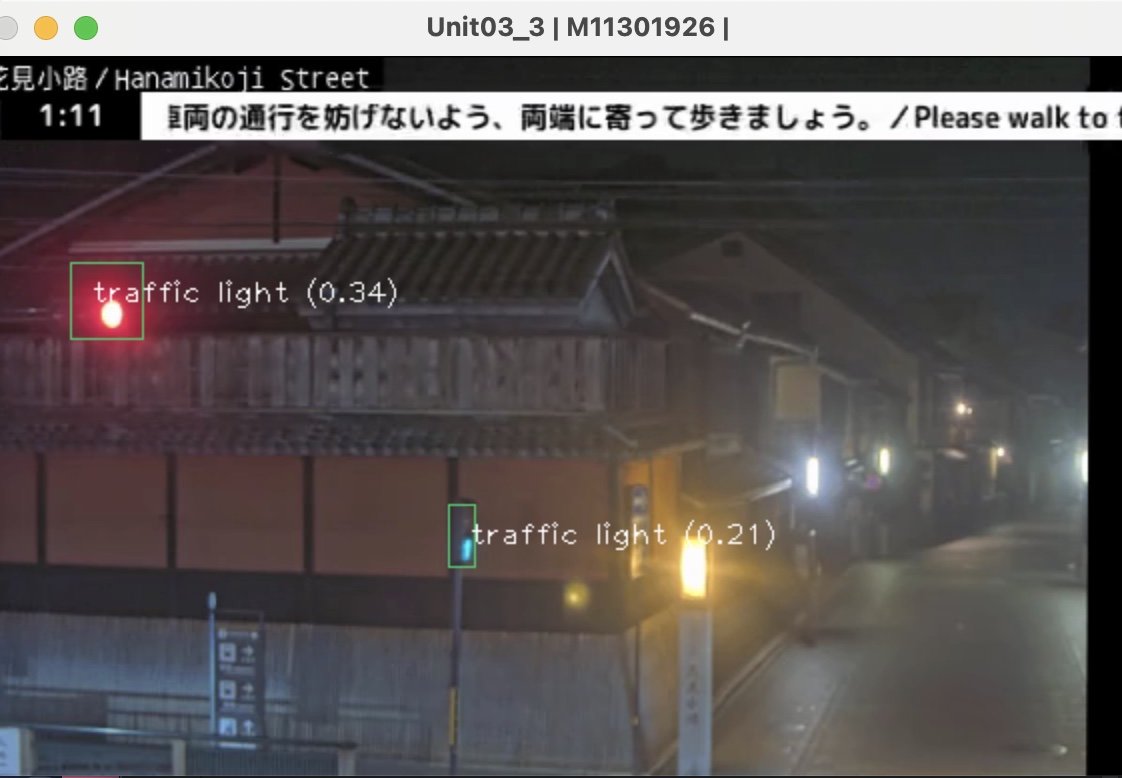 Unit03_3 | M11301926 |
花見小路/Hanamikoji Street
1:11 車両の通行を妨げないよう、両端に寄って歩きましょう。/Please walk to
traffic light (0.34)
traffic light (0.21)